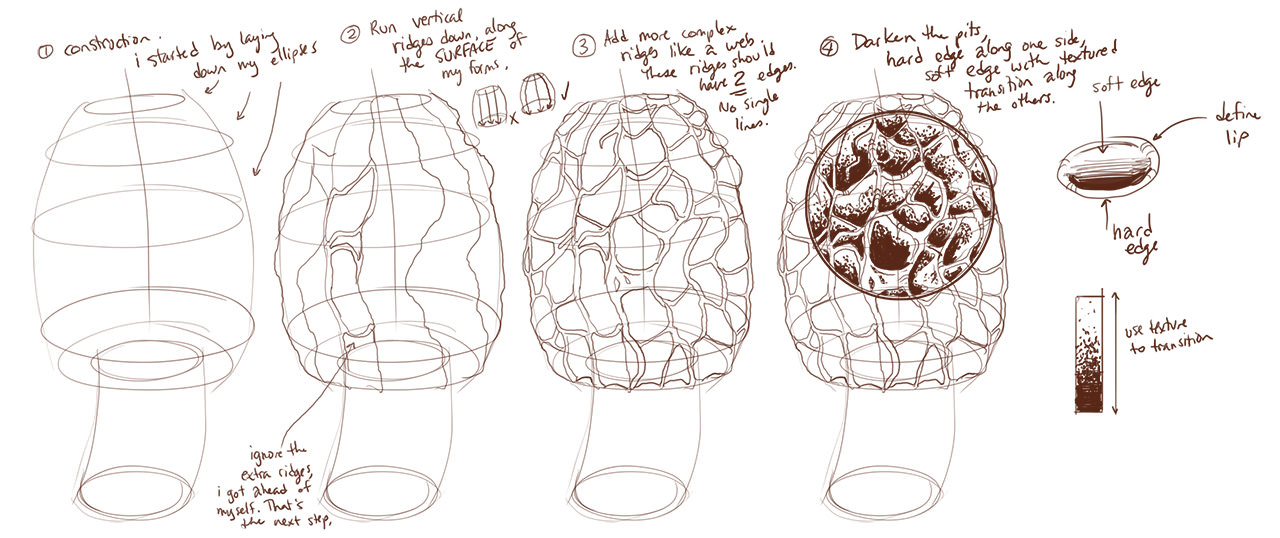 ① construction.
i started by laying
down my ellipses
② Run vertical
ridges down, along
the SURFACE of
my forms.
x ✓
ignore the
extra ridges,
i got ahead of
myself. That's
the next step.
③ Add more complex
ridges like a web.
These ridges should
have 2 edges.
No single
lines.
④ Darken the pits,
hard edge along one side,
soft edge with textured
transition along
the others.
soft edge
define
lip
hard
edge
use texture
to transition